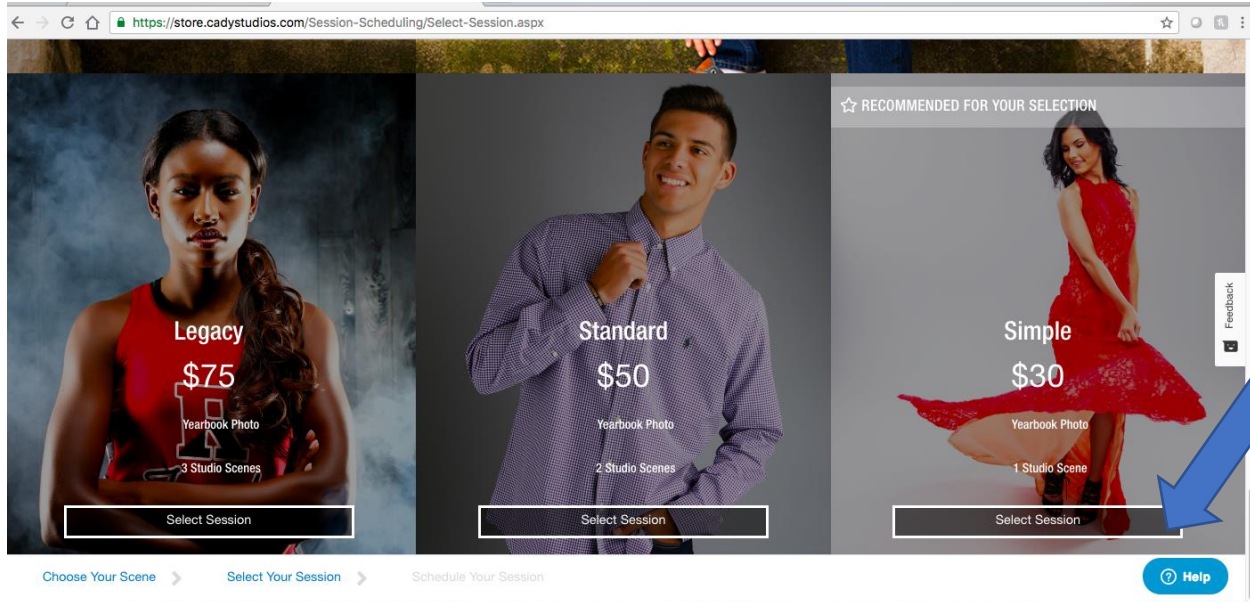 https://store.cadystudios.com/Session-Scheduling/Select-Session.aspx
RECOMMENDED FOR YOUR SELECTION
Legacy
$75
Yearbook Photo
3 Studio Scenes
Select Session
Standard
$50
Yearbook Photo
2 Studio Scenes
Select Session
Simple
$30
Yearbook Photo
1 Studio Scene
Select Session
Feedback
Choose Your Scene
Select Your Session
Schedule Your Session
Help